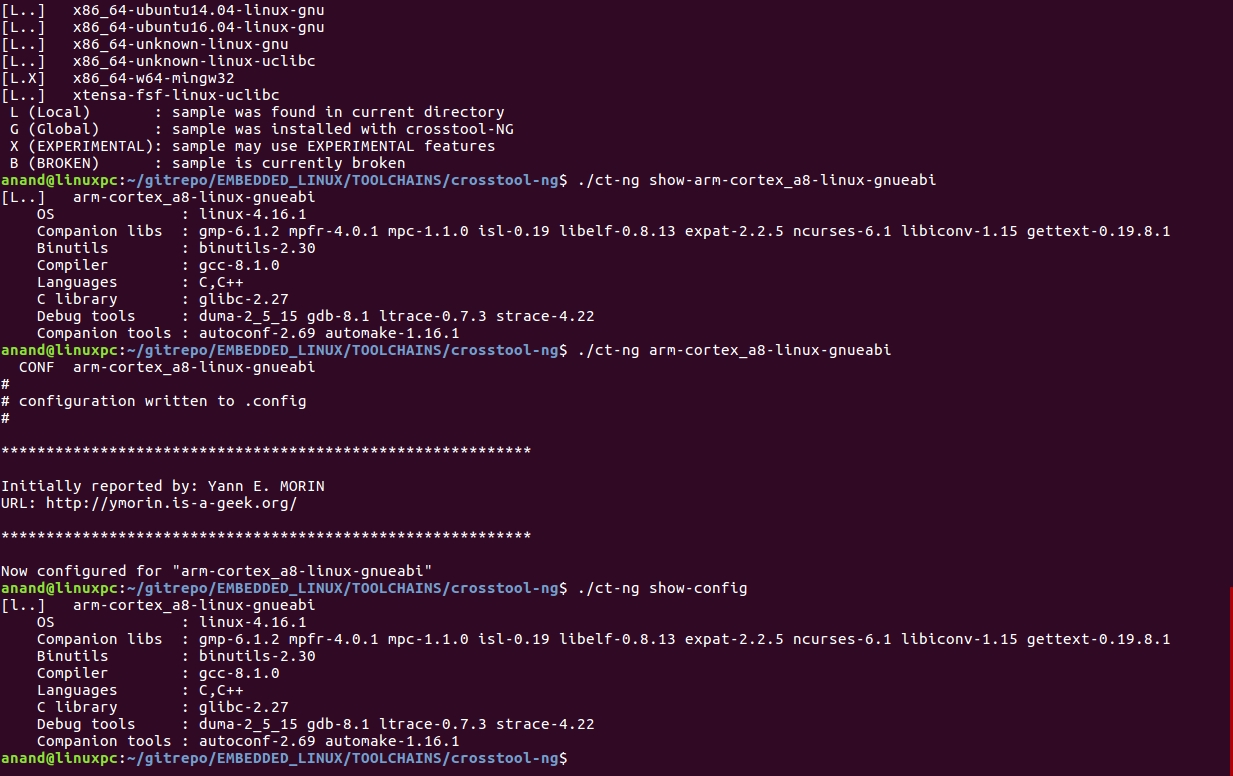 [L..]   x86_64-ubuntu14.04-linux-gnu
[L..]   x86_64-ubuntu16.04-linux-gnu
[L..]   x86_64-unknown-linux-gnu
[L..]   x86_64-unknown-linux-uclibc
[L.X]   x86_64-w64-mingw32
[L..]   xtensa-fsf-linux-uclibc
 L (Local)       : sample was found in current directory
 G (Global)      : sample was installed with crosstool-NG
 X (EXPERIMENTAL): sample may use EXPERIMENTAL features
 B (BROKEN)      : sample is currently broken
anand@linuxpc:~/gitrepo/EMBEDDED_LINUX/TOOLCHAINS/crosstool-ng$ ./ct-ng show-arm-cortex_a8-linux-gnueabi
[L..]   arm-cortex_a8-linux-gnueabi
    OS              : linux-4.16.1
    Companion libs  : gmp-6.1.2 mpfr-4.0.1 mpc-1.1.0 isl-0.19 libelf-0.8.13 expat-2.2.5 ncurses-6.1 libiconv-1.15 gettext-0.19.8.1
    Binutils        : binutils-2.30
    Compiler        : gcc-8.1.0
    Languages       : C,C++
    C library       : glibc-2.27
    Debug tools     : duma-2_5_15 gdb-8.1 ltrace-0.7.3 strace-4.22
    Companion tools : autoconf-2.69 automake-1.16.1
anand@linuxpc:~/gitrepo/EMBEDDED_LINUX/TOOLCHAINS/crosstool-ng$ ./ct-ng arm-cortex_a8-linux-gnueabi
  CONF  arm-cortex_a8-linux-gnueabi
#
# configuration written to .config
#
***********************************************************
Initially reported by: Yann E. MORIN
URL: http://ymorin.is-a-geek.org/
***********************************************************
Now configured for "arm-cortex_a8-linux-gnueabi"
anand@linuxpc:~/gitrepo/EMBEDDED_LINUX/TOOLCHAINS/crosstool-ng$ ./ct-ng show-config
[l..]   arm-cortex_a8-linux-gnueabi
    OS              : linux-4.16.1
    Companion libs  : gmp-6.1.2 mpfr-4.0.1 mpc-1.1.0 isl-0.19 libelf-0.8.13 expat-2.2.5 ncurses-6.1 libiconv-1.15 gettext-0.19.8.1
    Binutils        : binutils-2.30
    Compiler        : gcc-8.1.0
    Languages       : C,C++
    C library       : glibc-2.27
    Debug tools     : duma-2_5_15 gdb-8.1 ltrace-0.7.3 strace-4.22
    Companion tools : autoconf-2.69 automake-1.16.1
anand@linuxpc:~/gitrepo/EMBEDDED_LINUX/TOOLCHAINS/crosstool-ng$